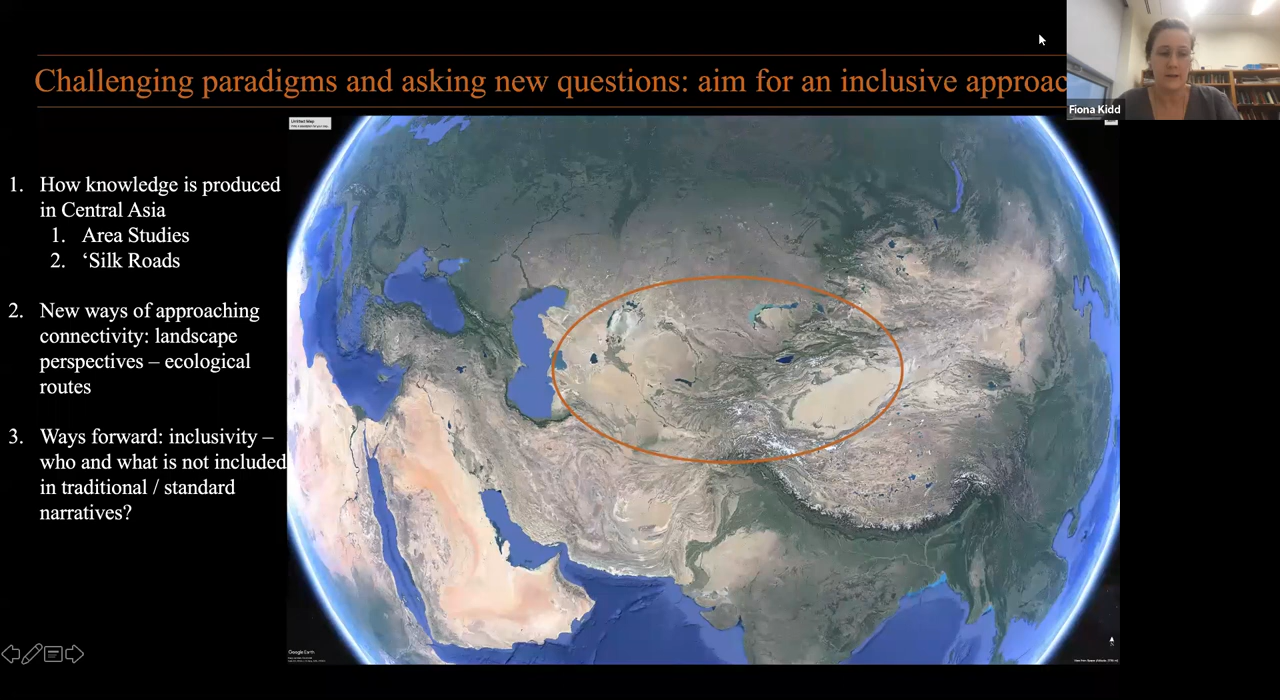 Challenging paradigms and asking new questions: aim for an inclusive approac
Fiona Kidd
Untitled Map
1. How knowledge is produced
in Central Asia
1. Area Studies
2. ‘Silk Roads
2. New ways of approaching
connectivity: landscape
perspectives – ecological
routes
3. Ways forward: inclusivity –
who and what is not included
in traditional / standard
narratives?
Google Earth